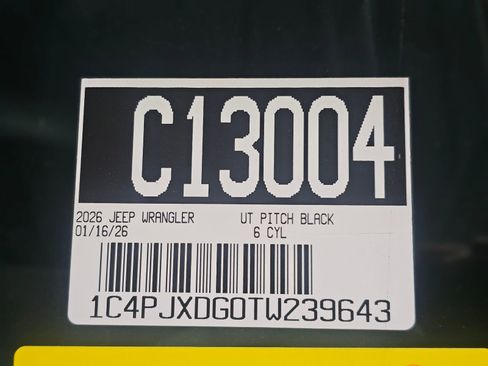 C13004
2026 JEEP WRANGLER UT PITCH BLACK
01/16/26 6 CYL
1C4PJXDG0TW239643